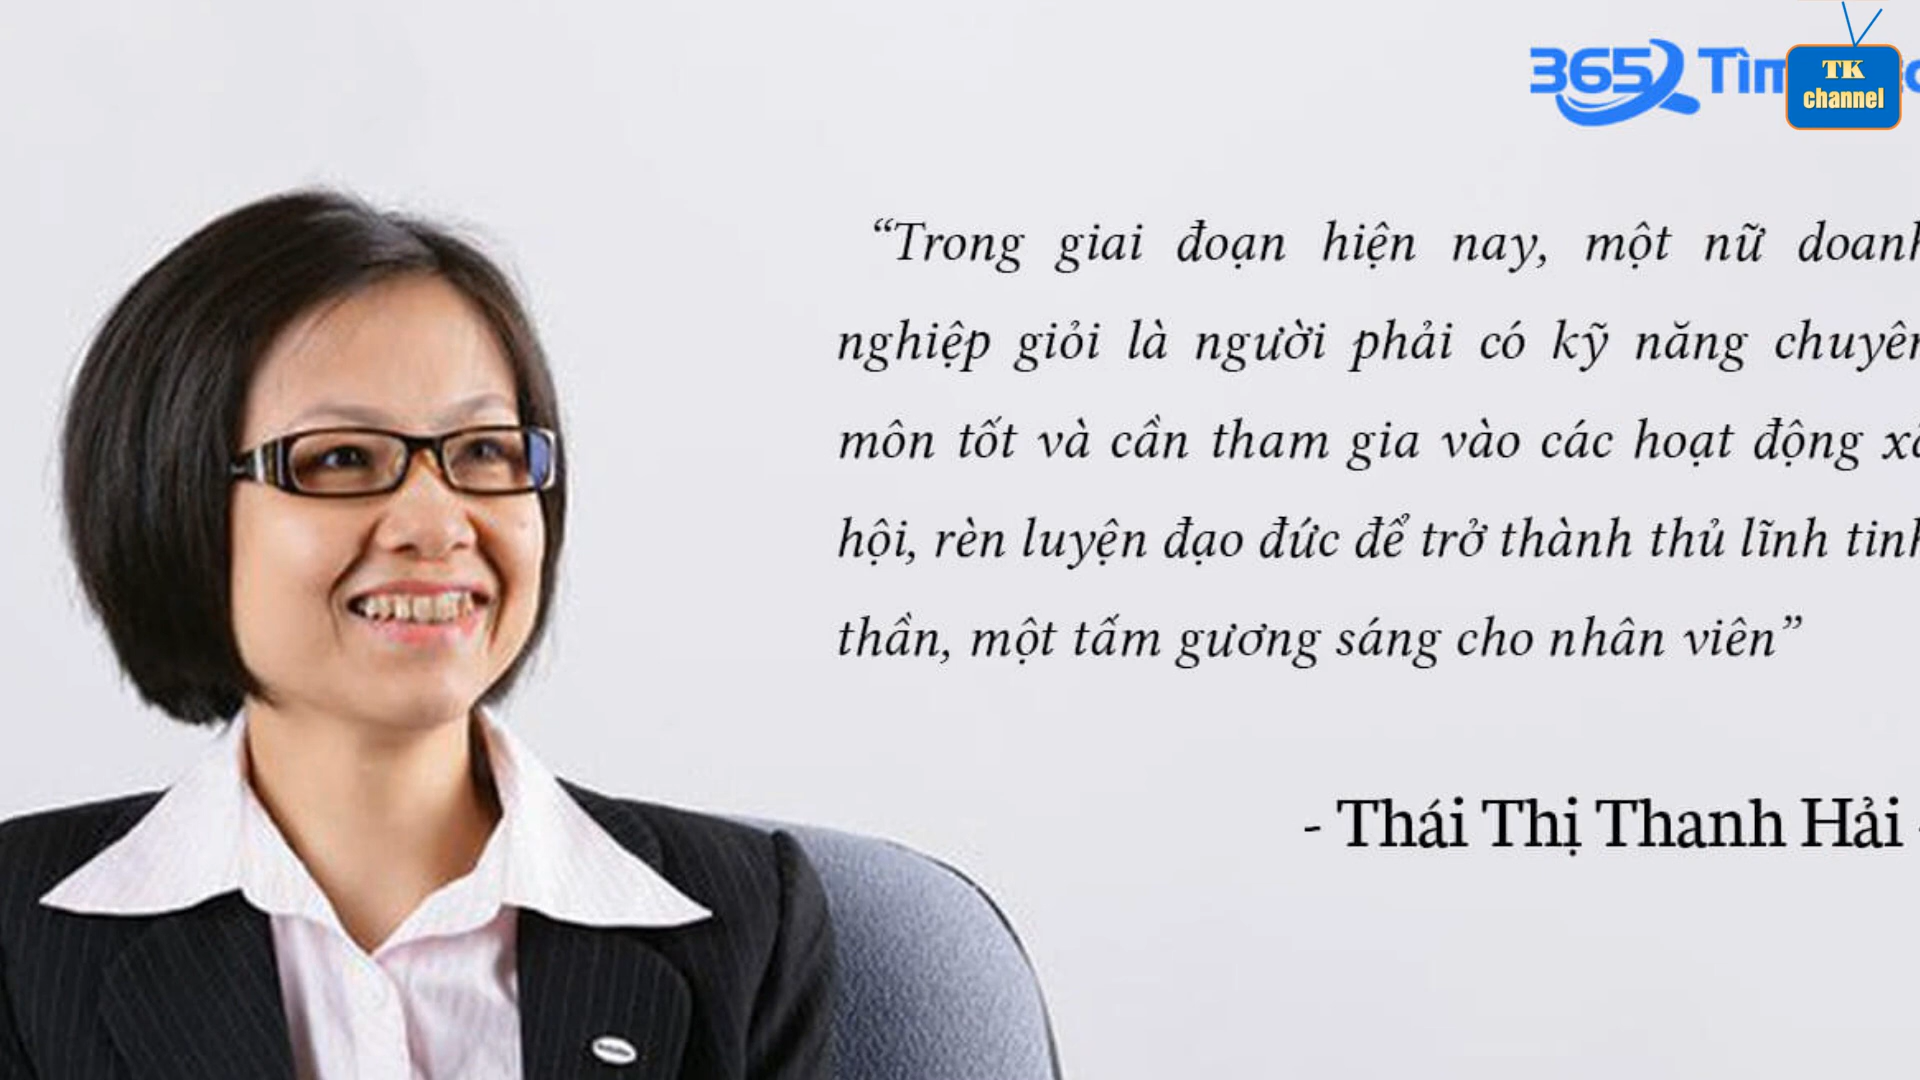 365 Tìm
TK
channel
“Trong giai đoạn hiện nay, một nữ doanh
nghiệp giỏi là người phải có kỹ năng chuyên
môn tốt và cần tham gia vào các hoạt động xã
hội, rèn luyện đạo đức để trở thành thủ lĩnh tinh
thần, một tấm gương sáng cho nhân viên”
- Thái Thị Thanh Hải -